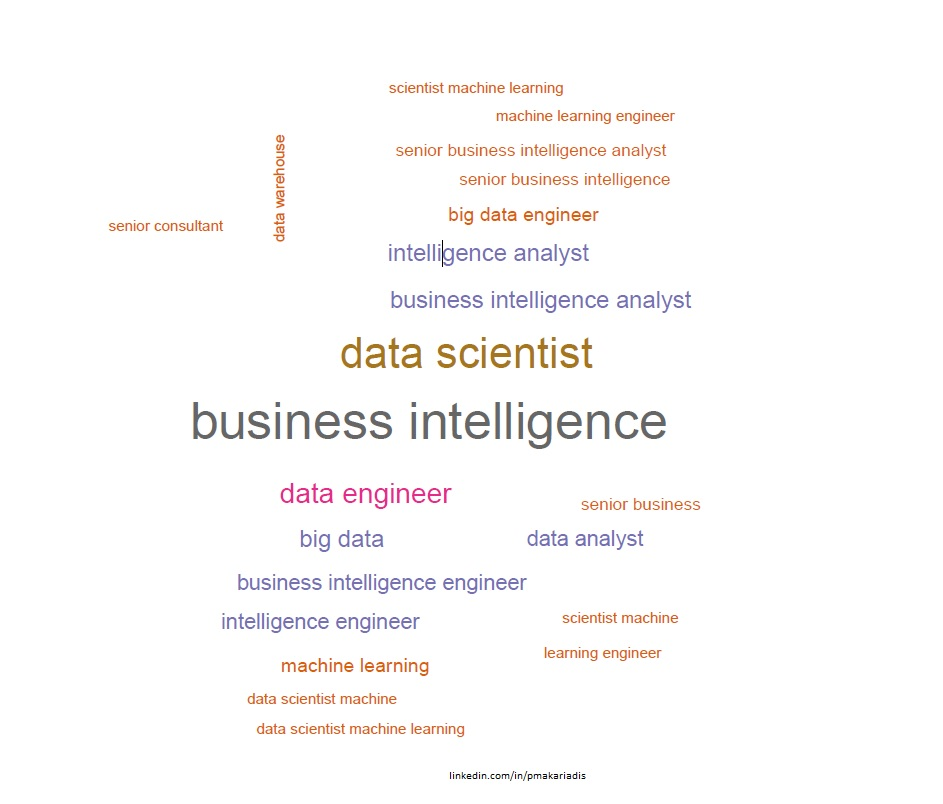 scientist machine learning
machine learning engineer
data warehouse
senior business intelligence analyst
senior business intelligence
big data engineer
senior consultant
intelligence analyst
business intelligence analyst
data scientist
business intelligence
data engineer
senior business
big data
data analyst
business intelligence engineer
intelligence engineer
scientist machine
learning engineer
machine learning
data scientist machine
data scientist machine learning
linkedin.com/in/pmakariadis